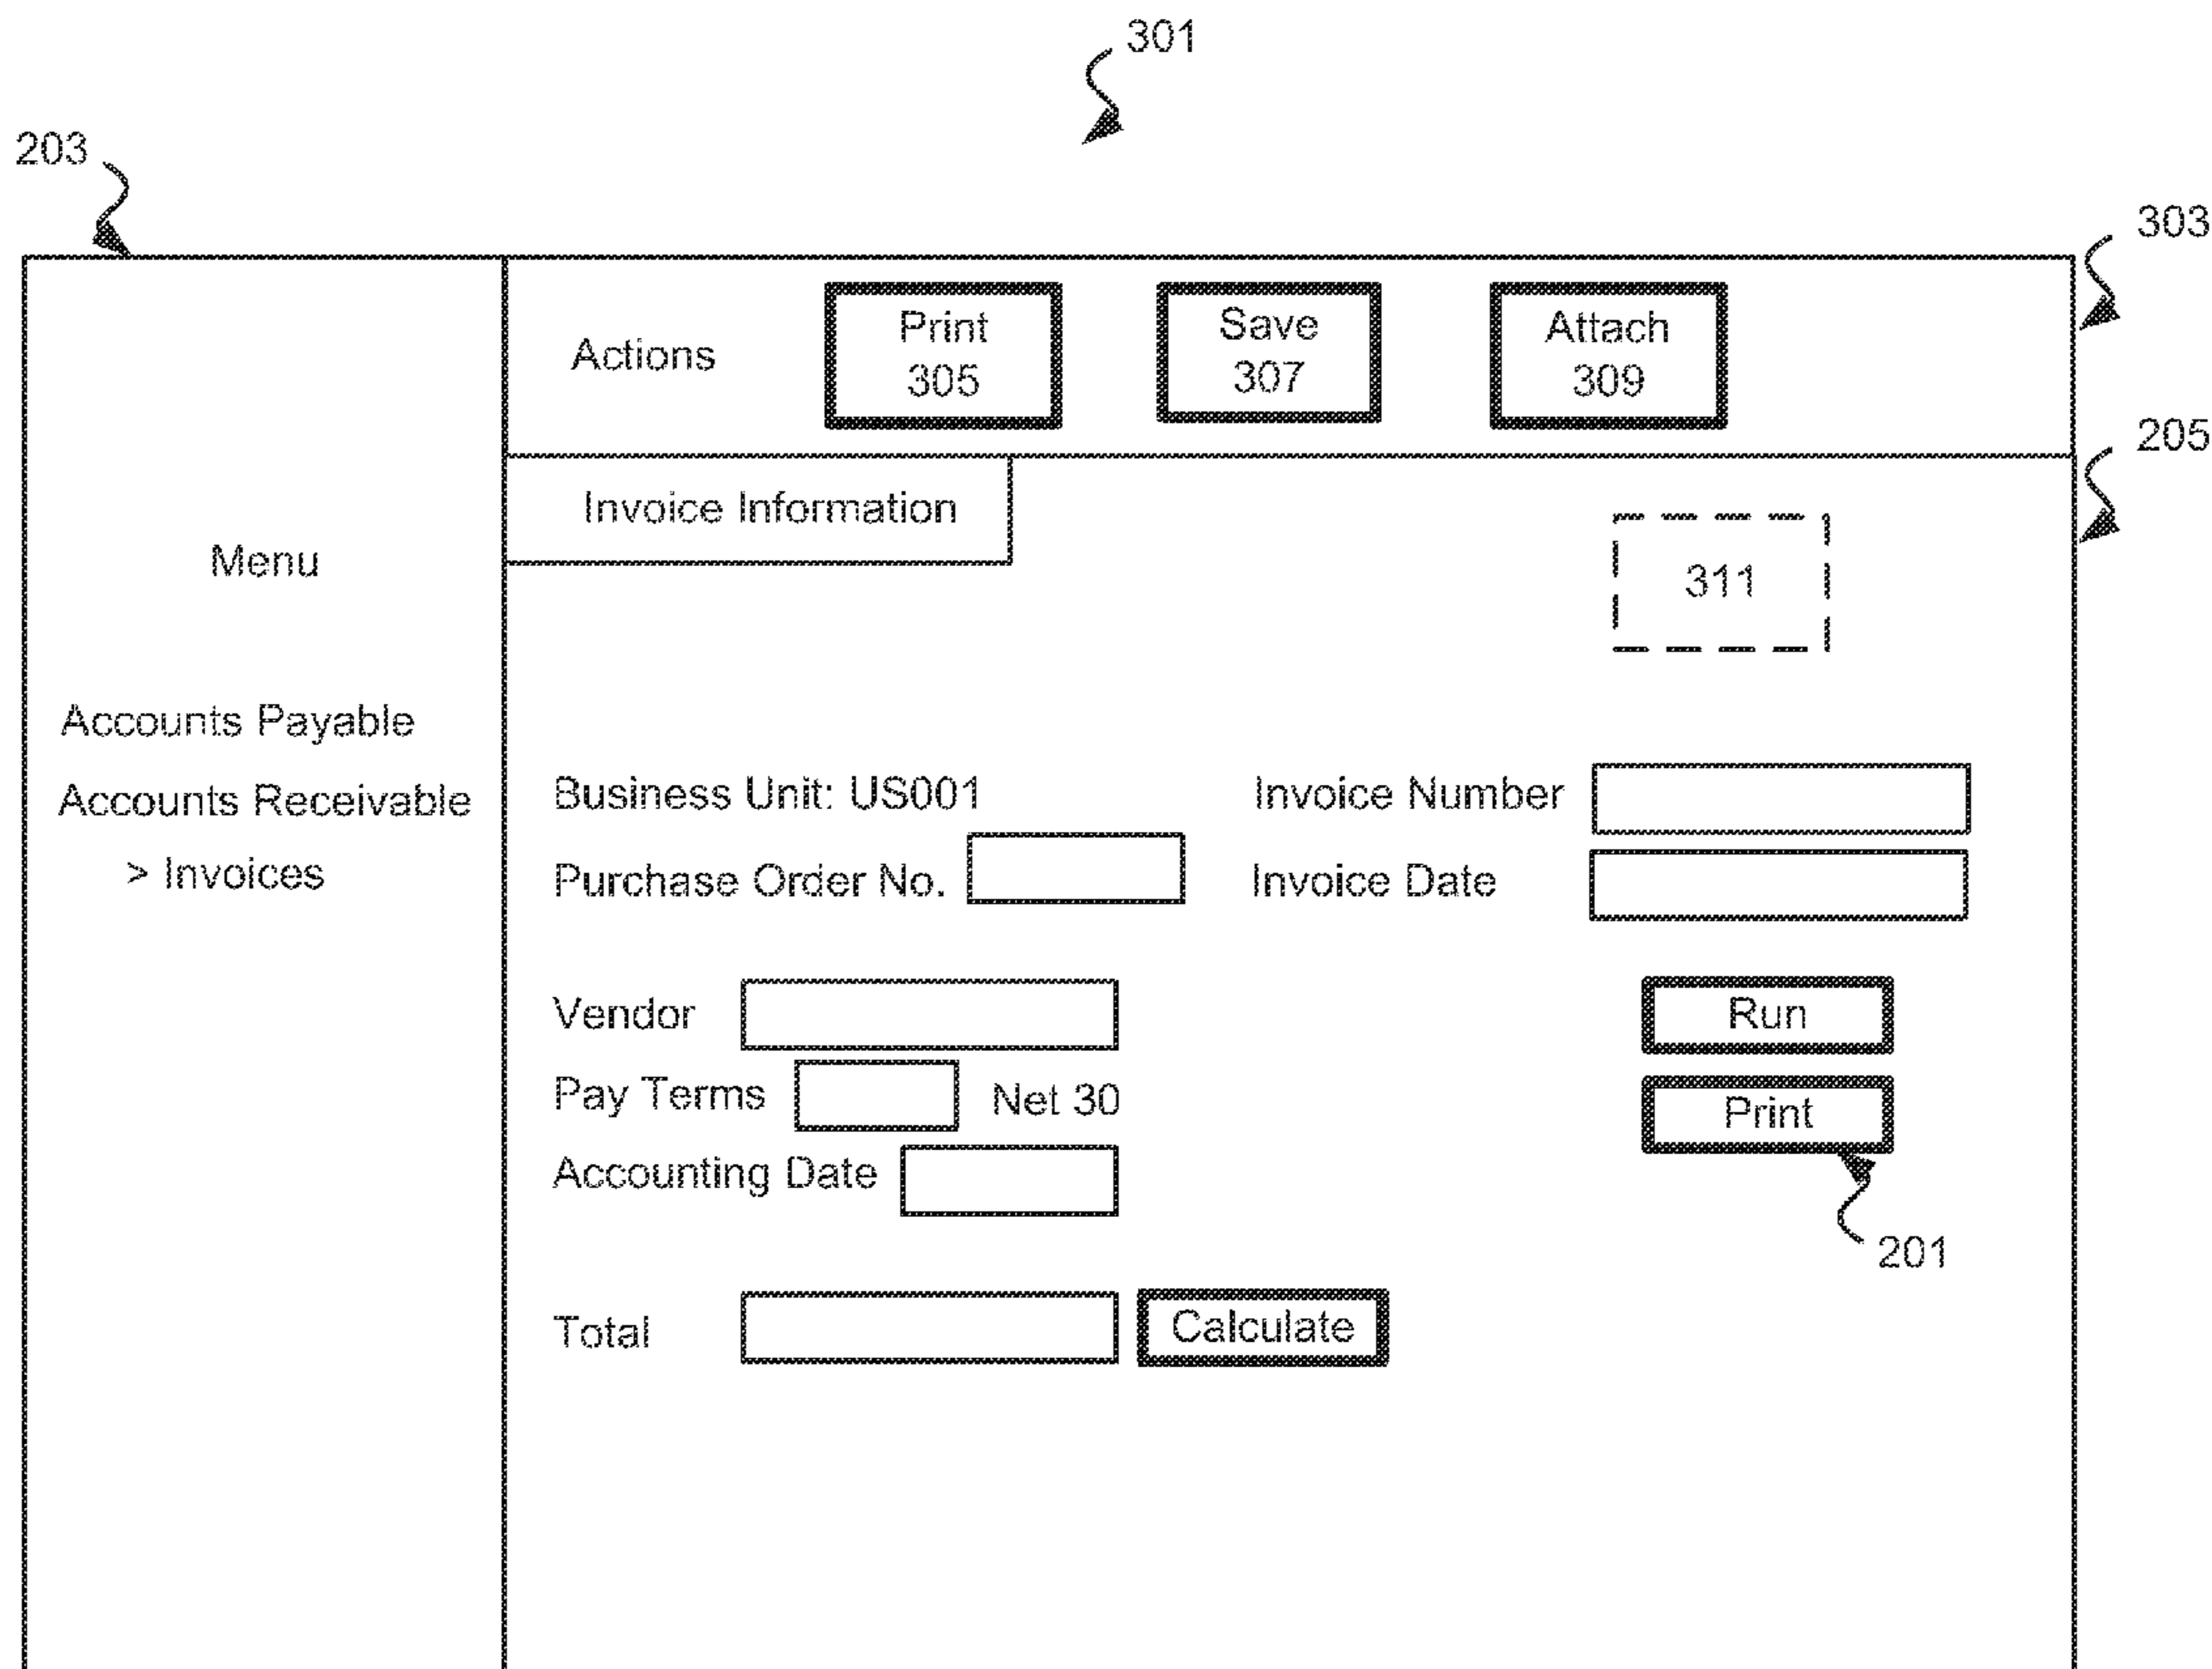 301
203
303
Actions
Print
305
Save
307
Attach
309
205
Invoice Information
311
Menu
Accounts Payable
Accounts Receivable
> Invoices
Business Unit: US001
Invoice Number
Purchase Order No.
Invoice Date
Vendor
Run
Pay Terms
Net 30
Print
Accounting Date
201
Total
Calculate